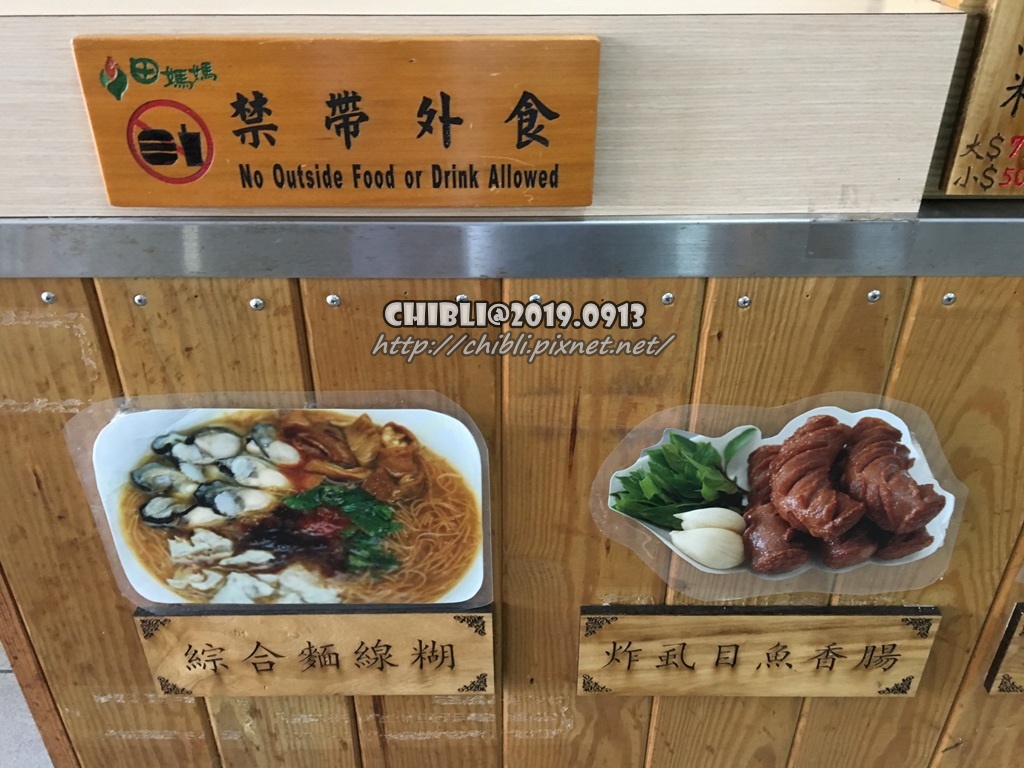 田媽媽
禁帶外食
No Outside Food or Drink Allowed
大$
小$50
CHIBLI@2019.0913
http://chibli.pixnet.net/
綜合麵線糊
炸虱目魚香腸